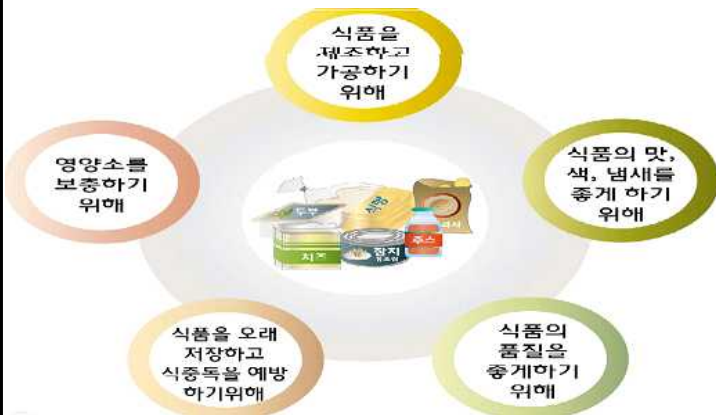 식품을
제조하고
가공하기
위해
식품의 맛,
색, 냄새를
좋게 하기
위해
식품의
품질을
좋게하기
위해
식품을 오래
저장하고
식중독을 예방
하기위해
영양소를
보충하기
위해
두부
식빵
과자
치즈
주스
참치